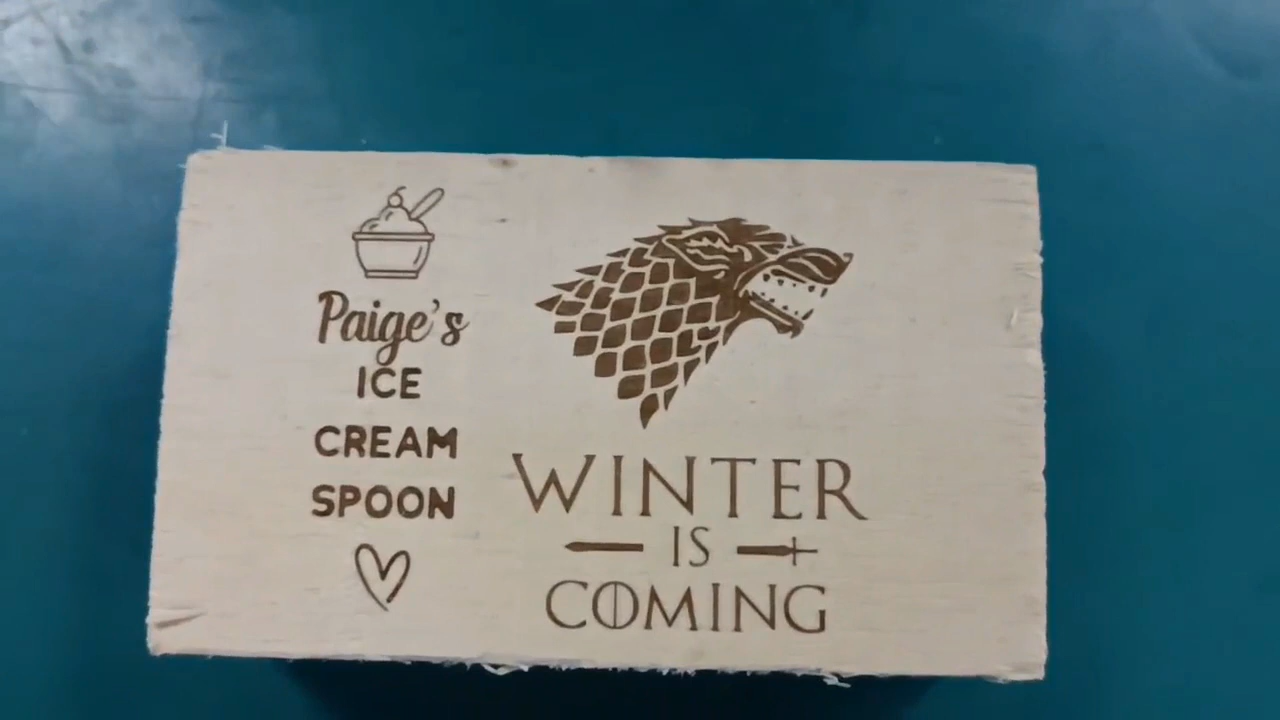 Paige's
ICE
CREAM
SPOON
WINTER
IS
COMING